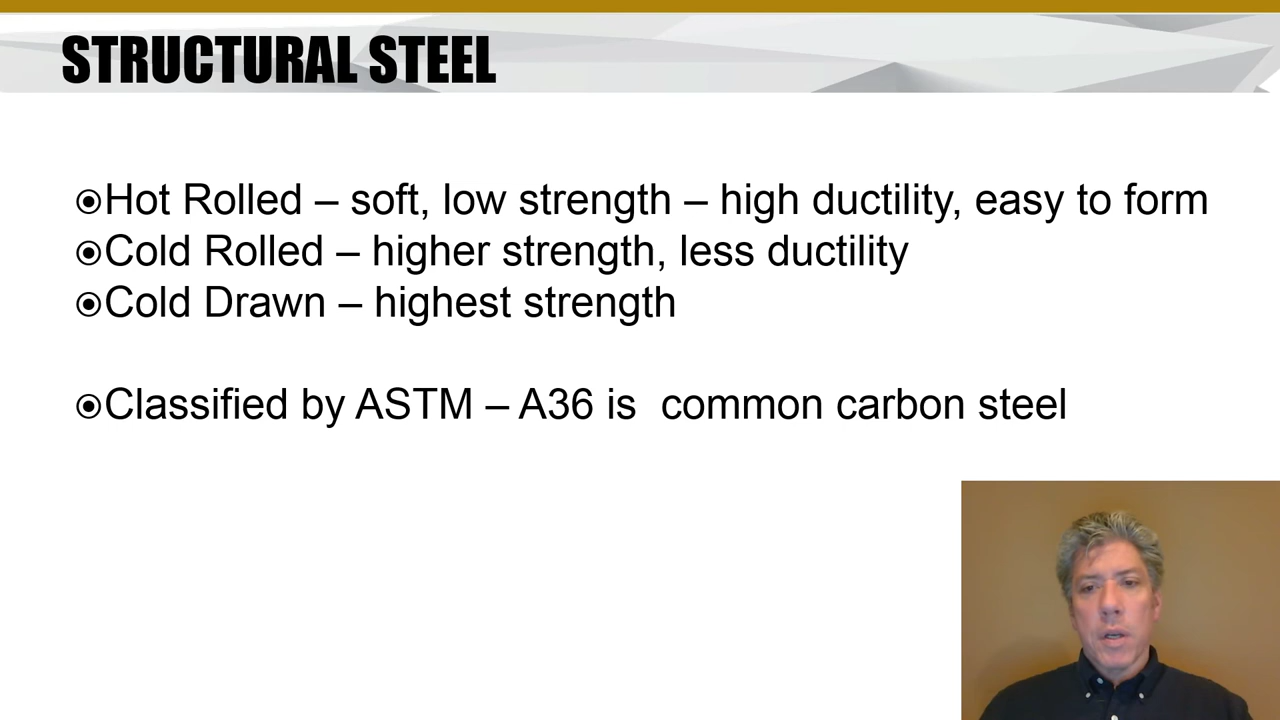 STRUCTURAL STEEL
⦿Hot Rolled – soft, low strength – high ductility, easy to form
⦿Cold Rolled – higher strength, less ductility
⦿Cold Drawn – highest strength
⦿Classified by ASTM – A36 is  common carbon steel